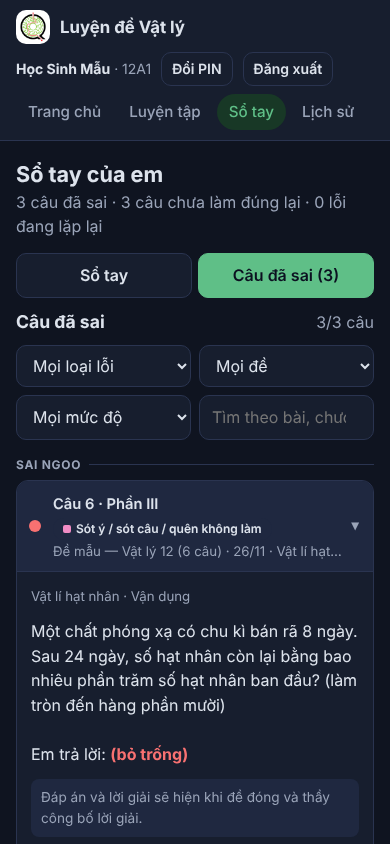 Luyện đề Vật lý
Học Sinh Mẫu · 12A1 Đổi PIN Đăng xuất
Trang chủ Luyện tập Sổ tay Lịch sử
Sổ tay của em
3 câu đã sai · 3 câu chưa làm đúng lại · 0 lỗi
đang lặp lại
Sổ tay Câu đã sai (3)
Câu đã sai 3/3 câu
Mọi loại lỗi Mọi đề
Mọi mức độ Tìm theo bài,
SAI NGOO
Câu 6 · Phần III
Sót ý / sót câu / quên không làm
Đề mẫu — Vật lý 12 (6 câu) · 26/11 · Vật lí hạt...
Vật lí hạt nhân · Vận dụng
Một chất phóng xạ có chu kì bán rã 8 ngày.
Sau 24 ngày, số hạt nhân còn lại bằng bao
nhiêu phần trăm số hạt nhân ban đầu? (làm
tròn đến hàng phần mười)
Em trả lời: (bỏ trống)
Đáp án và lời giải sẽ hiện khi đề đóng và thầy
công bố lời giải.